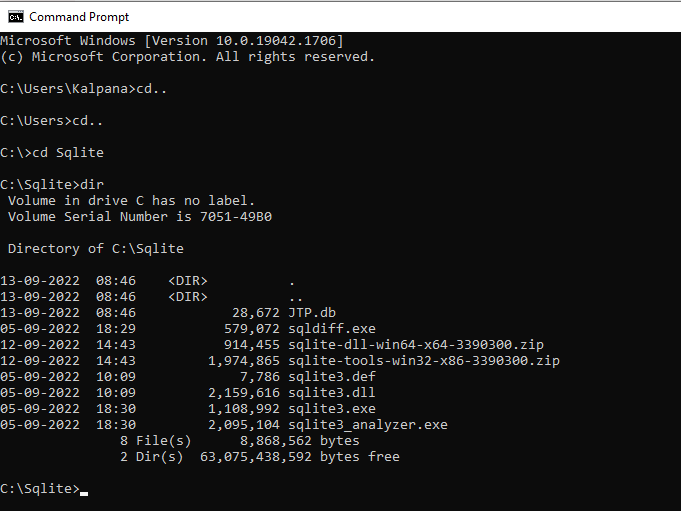 Command Prompt
Microsoft Windows [Version 10.0.19042.1706]
(c) Microsoft Corporation. All rights reserved.
C:\Users\Kalpana>cd..
C:\Users>cd..
C:\>cd Sqlite
C:\Sqlite>dir
 Volume in drive C has no label.
 Volume Serial Number is 7051-49B0
 Directory of C:\Sqlite
13-09-2022  08:46    <DIR>          .
13-09-2022  08:46    <DIR>          ..
13-09-2022  08:46            28,672 JTP.db
05-09-2022  18:29           579,072 sqldiff.exe
12-09-2022  14:43           914,455 sqlite-dll-win64-x64-3390300.zip
12-09-2022  14:43         1,974,865 sqlite-tools-win32-x86-3390300.zip
05-09-2022  10:09             7,786 sqlite3.def
05-09-2022  10:09         2,159,616 sqlite3.dll
05-09-2022  18:30         1,108,992 sqlite3.exe
05-09-2022  18:30         2,095,104 sqlite3_analyzer.exe
               8 File(s)      8,868,562 bytes
               2 Dir(s)  63,075,438,592 bytes free
C:\Sqlite>